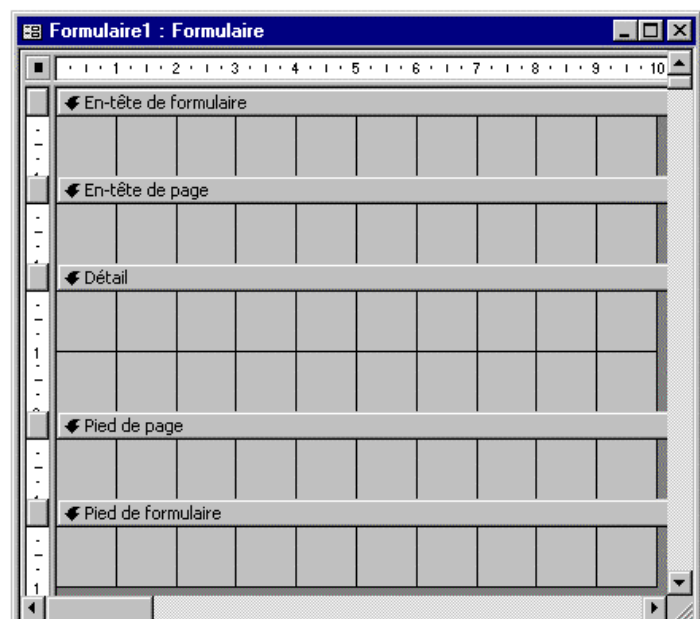 Formulaire1 : Formulaire
1 2 3 4 5 6 7 8 9 10
En-tête de formulaire
En-tête de page
Détail
1
Pied de page
Pied de formulaire
1